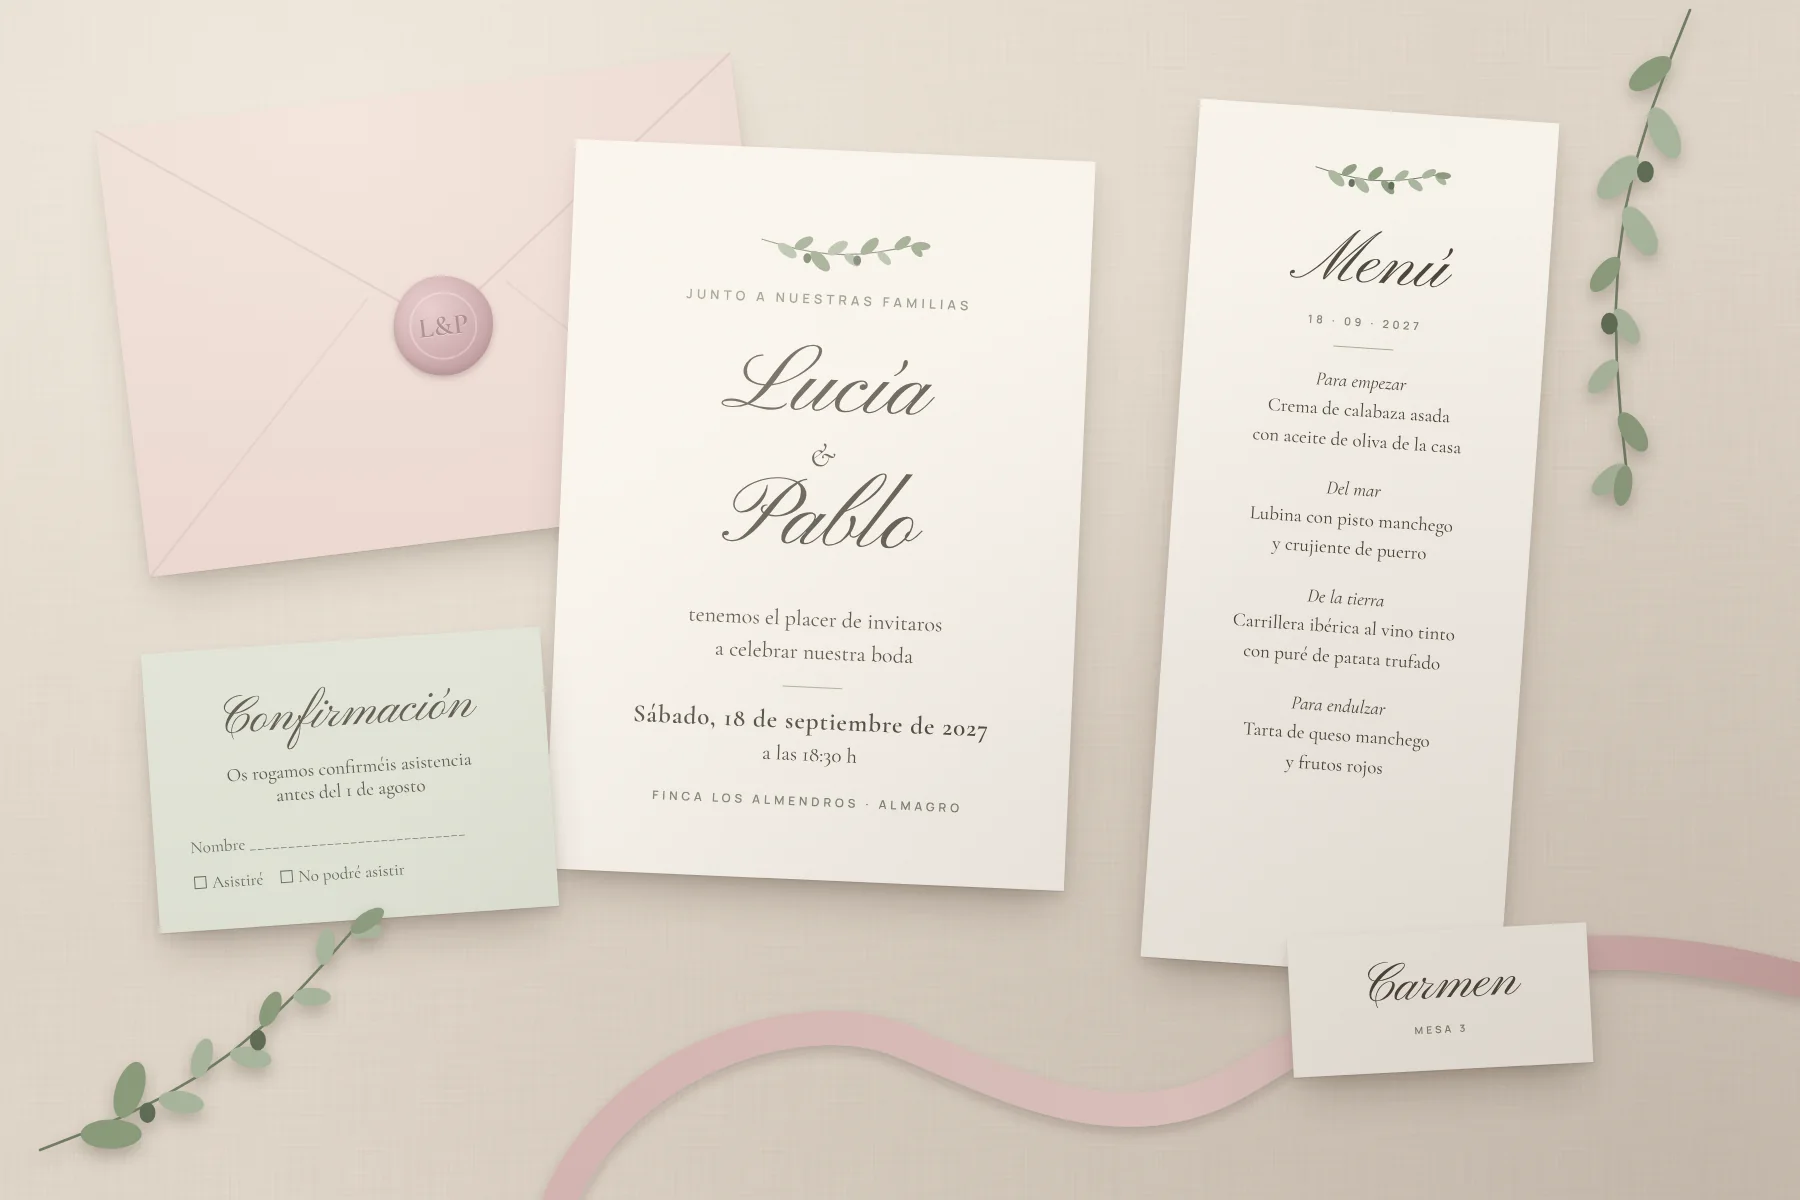 L&P
JUNTO A NUESTRAS FAMILIAS
Lucía
&
Pablo
tenemos el placer de invitaros
a celebrar nuestra boda
Sábado, 18 de septiembre de 2027
a las 18:30 h
FINCA LOS ALMENDROS · ALMAGRO
Menú
18 · 09 · 2027
Para empezar
Crema de calabaza asada
con aceite de oliva de la casa
Del mar
Lubina con pisto manchego
y crujiente de puerro
De la tierra
Carrillera ibérica al vino tinto
con puré de patata trufado
Para endulzar
Tarta de queso manchego
y frutos rojos
Confirmación
Os rogamos confirméis asistencia
antes del 1 de agosto
Nombre ____________________________
☐ Asistiré ☐ No podré asistir
Carmen
MESA 3